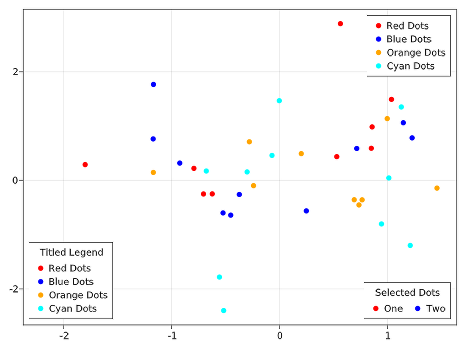 Red Dots
Blue Dots
Orange Dots
Cyan Dots
2
0
-2
Titled Legend
Red Dots
Blue Dots
Orange Dots
Cyan Dots
Selected Dots
One Two
-2 -1 0 1